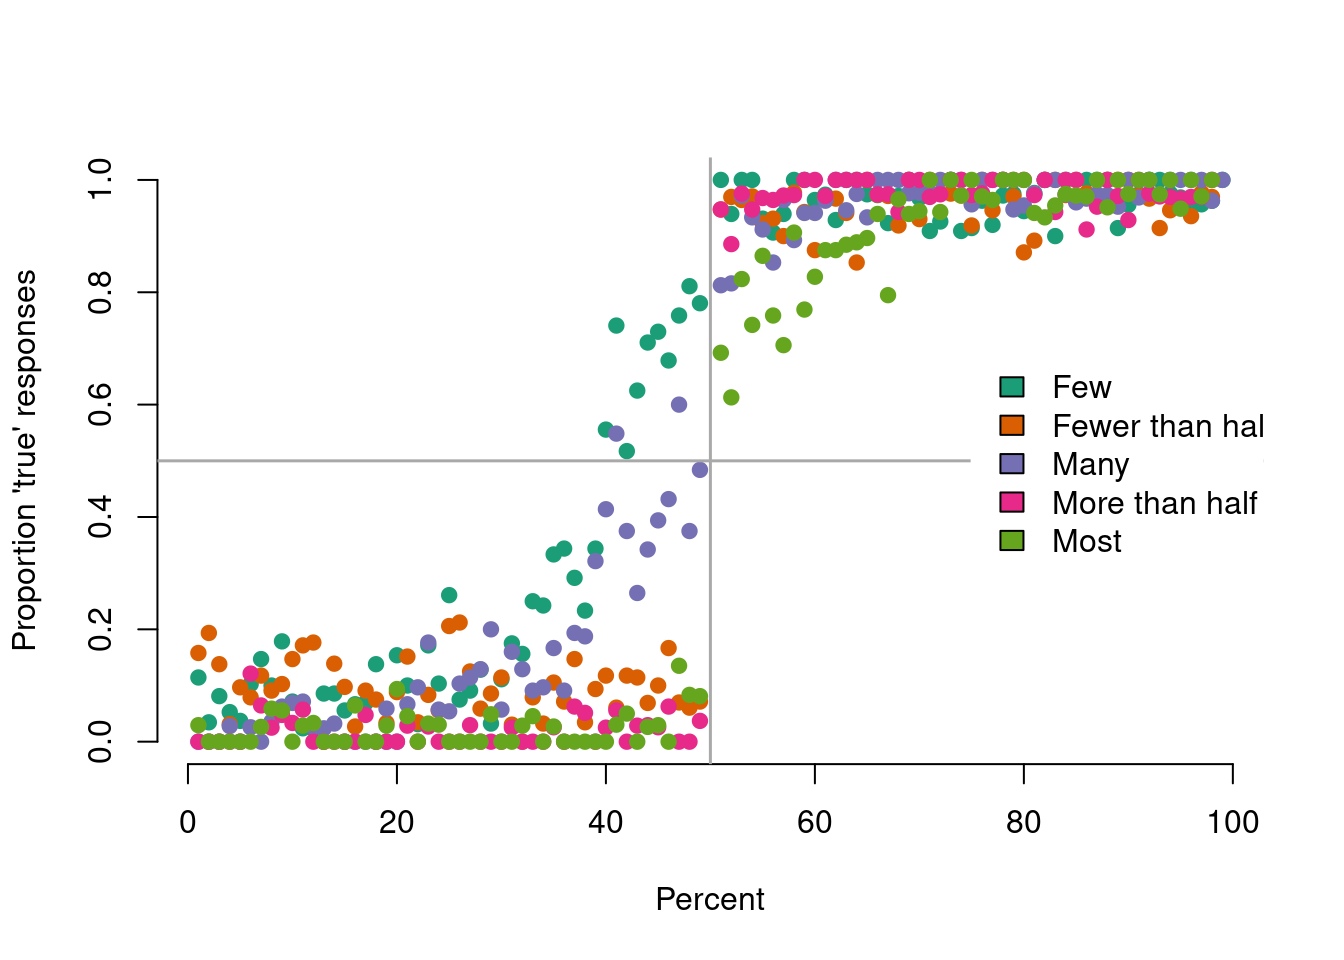 Proportion 'true' responses
1.0
0.8
0.6
0.4
0.2
0.0
Few
Fewer than hal
Many
More than half
Most
0 20 40 60 80 100
Percent